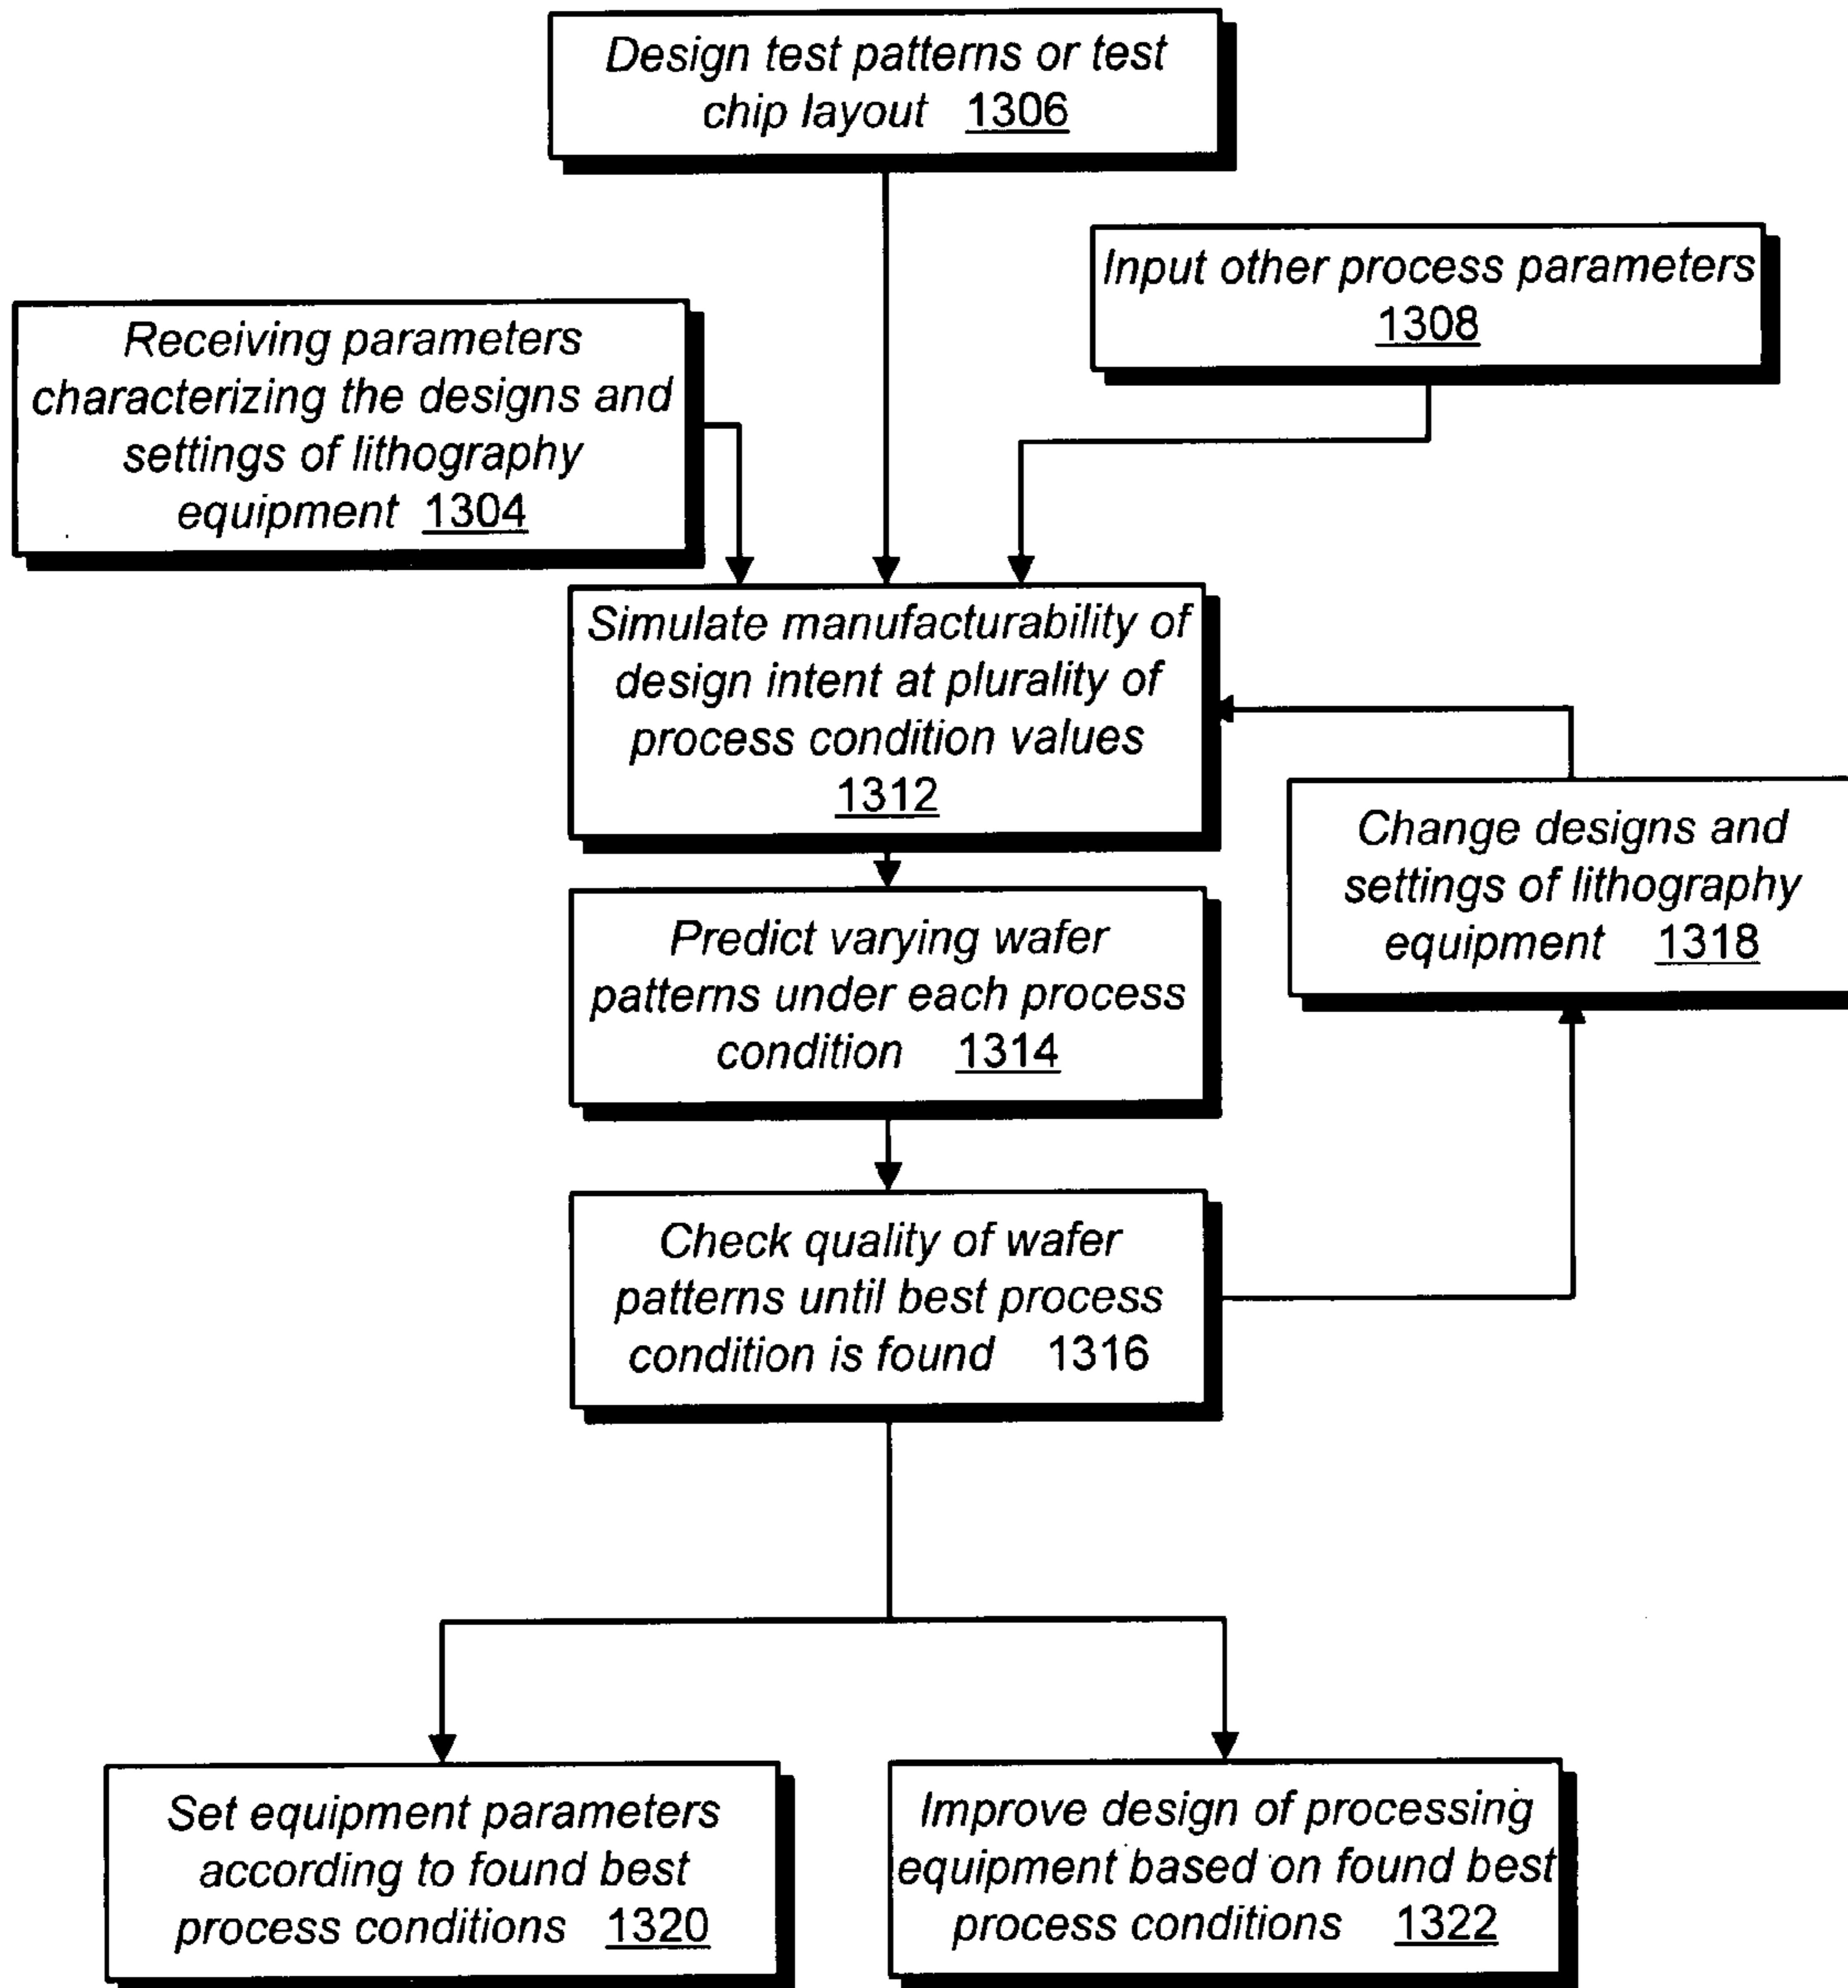 Design test patterns or test
chip layout 1306
Input other process parameters
1308
Receiving parameters
characterizing the designs and
settings of lithography
equipment 1304
Simulate manufacturability of
design intent at plurality of
process condition values
1312
Change designs and
settings of lithography
equipment 1318
Predict varying wafer
patterns under each process
condition 1314
Check quality of wafer
patterns until best process
condition is found 1316
Set equipment parameters
according to found best
process conditions 1320
Improve design of processing
equipment based on found best
process conditions 1322